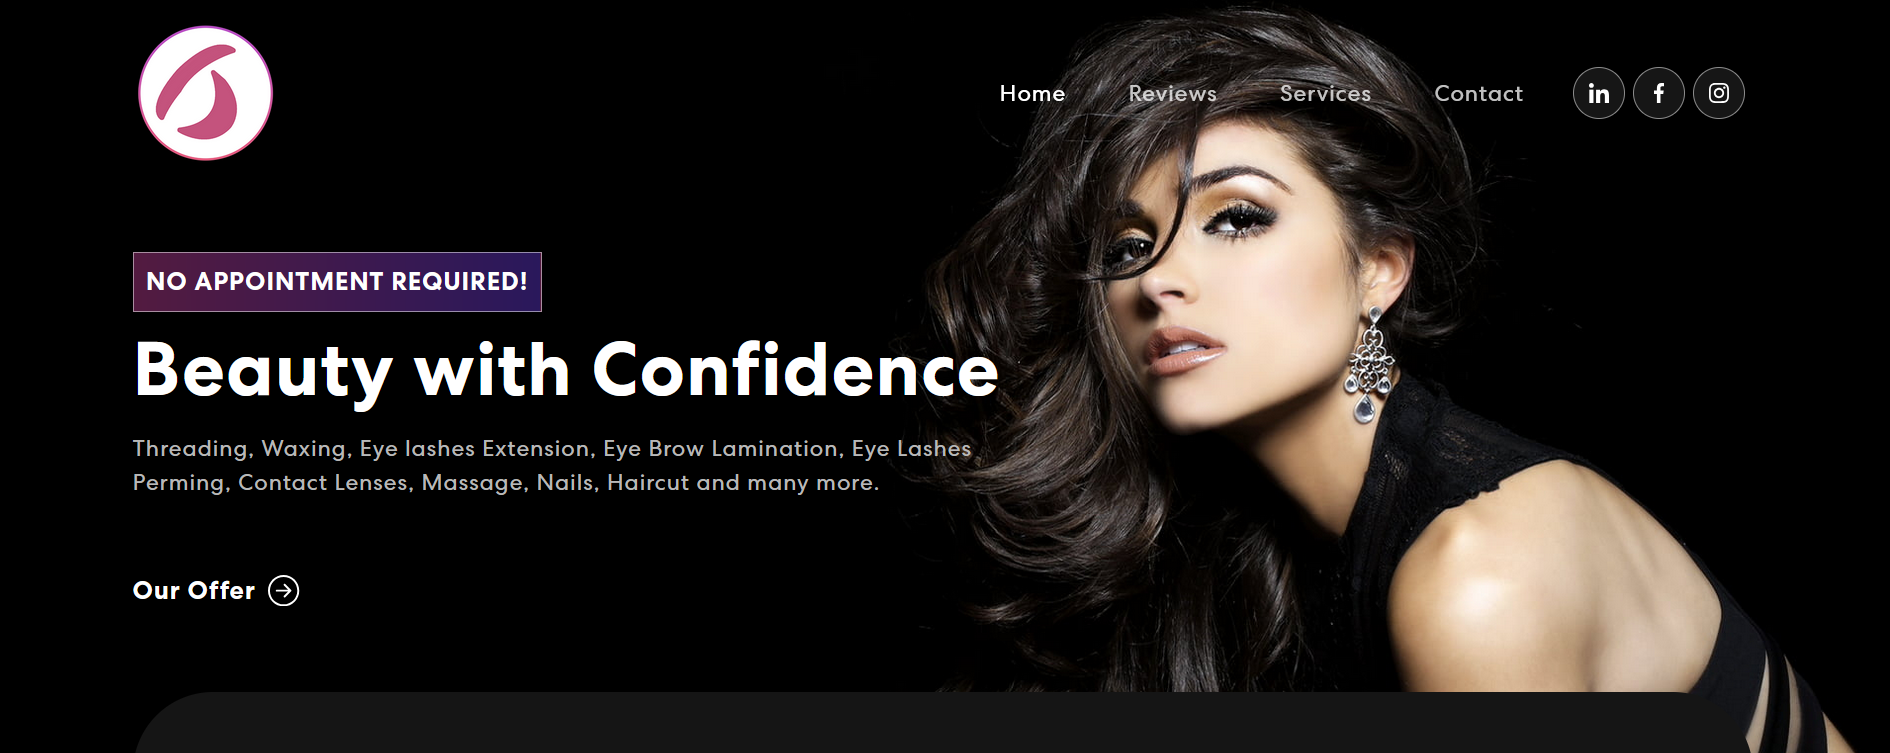 Home Reviews Services Contact
NO APPOINTMENT REQUIRED!
Beauty with Confidence
Threading, Waxing, Eye lashes Extension, Eye Brow Lamination, Eye Lashes
Perming, Contact Lenses, Massage, Nails, Haircut and many more.
Our Offer